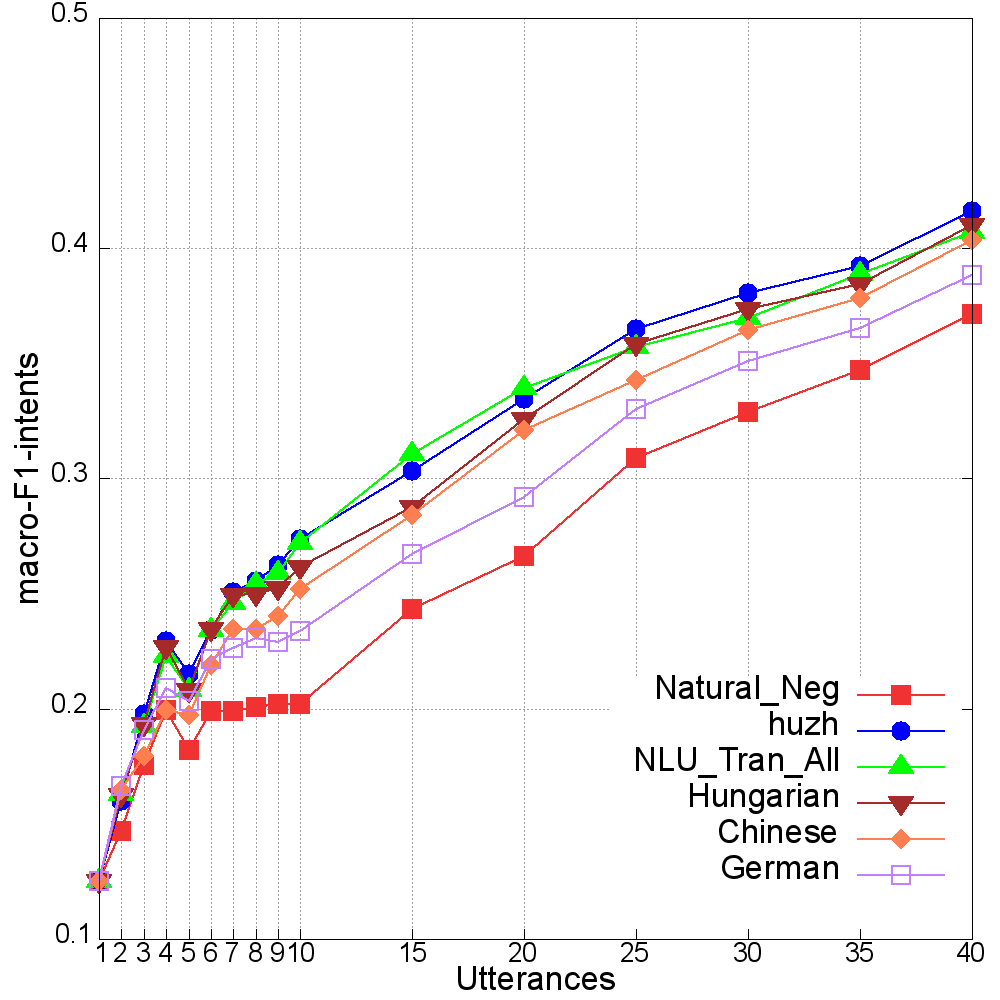 0.5
0.4
0.3
0.2
0.1
macro-F1-intents
Natural_Neg
huzh
NLU_Tran_All
Hungarian
Chinese
German
1 2 3 4 5 6 7 8 9 10 15 20 25 30 35 40
Utterances